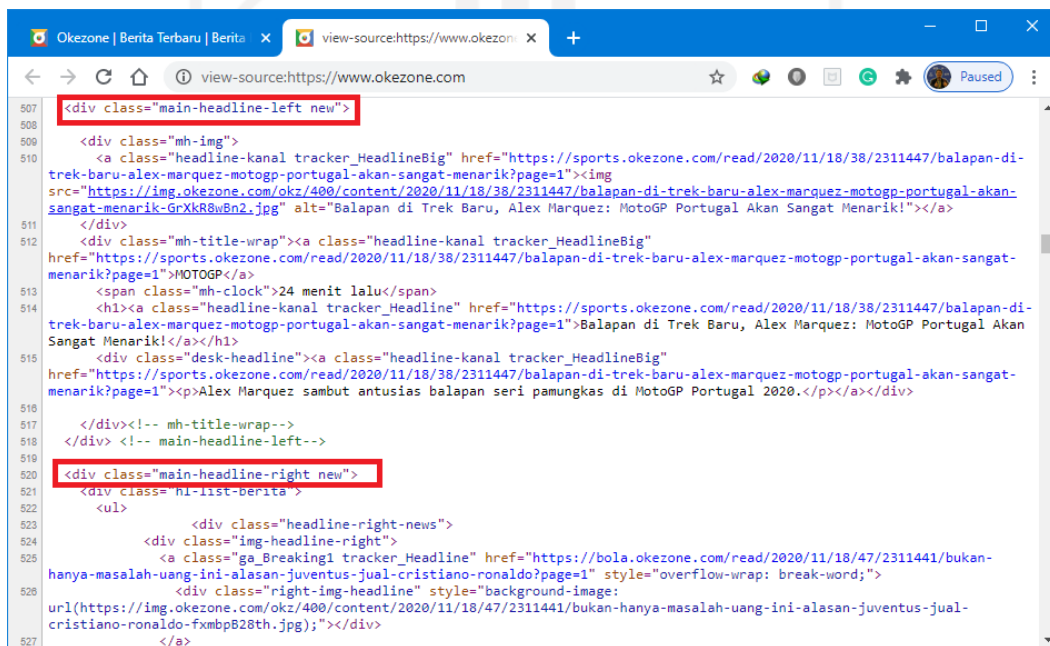 Okezone | Berita Terbaru | Berita
view-source:https://www.okezon
view-source:https://www.okezone.com
Paused
507 <div class="main-headline-left new">
508
509 <div class="mh-img">
510 <a class="headline-kanal tracker_HeadlineBig" href="https://sports.okezone.com/read/2020/11/18/38/2311447/balapan-di-
trek-baru-alex-marquez-motogp-portugal-akan-sangat-menarik?page=1"><img
src="https://img.okezone.com/okz/400/content/2020/11/18/38/2311447/balapan-di-trek-baru-alex-marquez-motogp-portugal-akan-
sangat-menarik-GrXkR8wBn2.jpg" alt="Balapan di Trek Baru, Alex Marquez: MotoGP Portugal Akan Sangat Menarik!"></a>
511 </div>
512 <div class="mh-title-wrap"><a class="headline-kanal tracker_HeadlineBig"
href="https://sports.okezone.com/read/2020/11/18/38/2311447/balapan-di-trek-baru-alex-marquez-motogp-portugal-akan-sangat-
menarik?page=1">MOTOGP</a>
513 <span class="mh-clock">24 menit lalu</span>
514 <h1><a class="headline-kanal tracker_Headline" href="https://sports.okezone.com/read/2020/11/18/38/2311447/balapan-di-
trek-baru-alex-marquez-motogp-portugal-akan-sangat-menarik?page=1">Balapan di Trek Baru, Alex Marquez: MotoGP Portugal Akan
Sangat Menarik!</a></h1>
515 <div class="desk-headline"><a class="headline-kanal tracker_HeadlineBig"
href="https://sports.okezone.com/read/2020/11/18/38/2311447/balapan-di-trek-baru-alex-marquez-motogp-portugal-akan-sangat-
menarik?page=1"><p>Alex Marquez sambut antusias balapan seri pamungkas di MotoGP Portugal 2020.</p></a></div>
516
517 </div><!-- mh-title-wrap-->
518 </div> <!-- main-headline-left-->
519
520 <div class="main-headline-right new">
521 <div class="hl-list-berita">
522 <ul>
523 <div class="headline-right-news">
524 <div class="img-headline-right">
525 <a class="ga_Breaking1 tracker_Headline" href="https://bola.okezone.com/read/2020/11/18/47/2311441/bukan-
hanya-masalah-uang-ini-alasan-juventus-jual-cristiano-ronaldo?page=1" style="overflow-wrap: break-word;">
526 <div class="right-img-headline" style="background-image:
url(https://img.okezone.com/okz/400/content/2020/11/18/47/2311441/bukan-hanya-masalah-uang-ini-alasan-juventus-jual-
cristiano-ronaldo-fxmbpB28th.jpg);"></div>
527 </a>